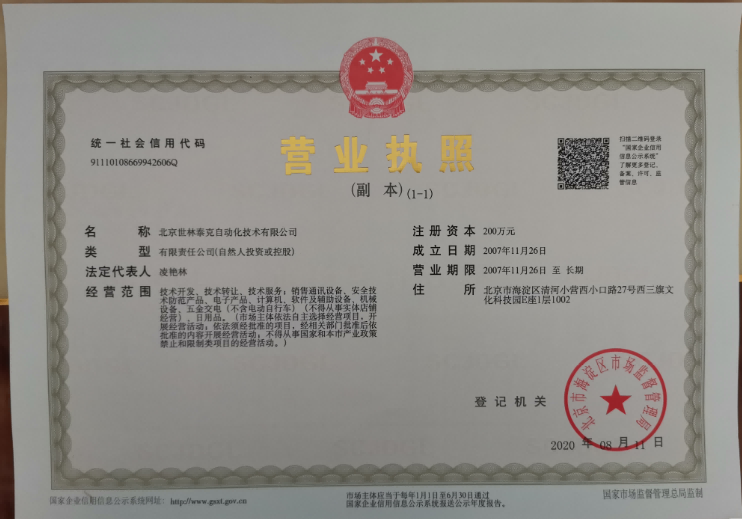 统一社会信用代码
91110108669942606Q
营业执照
(副 本)(1-1)
扫描二维码登录
“国家企业信用
信息公示系统”
了解更多登记、
备案、许可、监
管信息
名 称 北京世林泰克自动化技术有限公司
类 型 有限责任公司(自然人投资或控股)
法定代表人 凌艳林
经营范围 技术开发、技术转让、技术服务；销售通讯设备、安全技
术防范产品、电子产品、计算机、软件及辅助设备、机械
设备、五金交电（不含电动自行车）（不得从事实体店铺
经营）、日用品。（市场主体依法自主选择经营项目，开
展经营活动；依法须经批准的项目，经相关部门批准后依
批准的内容开展经营活动；不得从事国家和本市产业政策
禁止和限制类项目的经营活动。）
注册资本 200万元
成立日期 2007年11月26日
营业期限 2007年11月26日 至 长期
住 所 北京市海淀区清河小营西小口路27号西三旗文
化科技园E座1层1002
登记机关
北京市海淀区市场监督管理局
2020 年 08 月 11 日
国家企业信用信息公示系统网址：http://www.gsxt.gov.cn
市场主体应当于每年1月1日至6月30日通过
国家企业信用信息公示系统报送公示年度报告。
国家市场监督管理总局监制